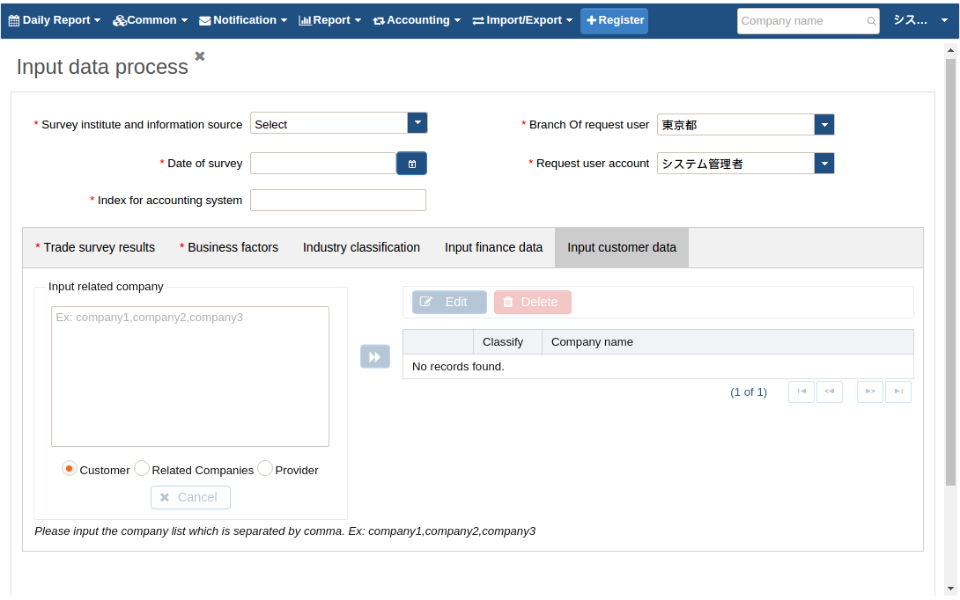 Daily Report Common Notification Report Accounting Import/Export Register Company name シス...
Input data process
* Survey institute and information source Select * Branch Of request user 東京都
* Date of survey * Request user account システム管理者
* Index for accounting system
* Trade survey results * Business factors Industry classification Input finance data Input customer data
Input related company
Ex: company1,company2,company3
Edit Delete
Classify Company name
No records found.
(1 of 1)
Customer Related Companies Provider
Cancel
Please input the company list which is separated by comma. Ex: company1,company2,company3